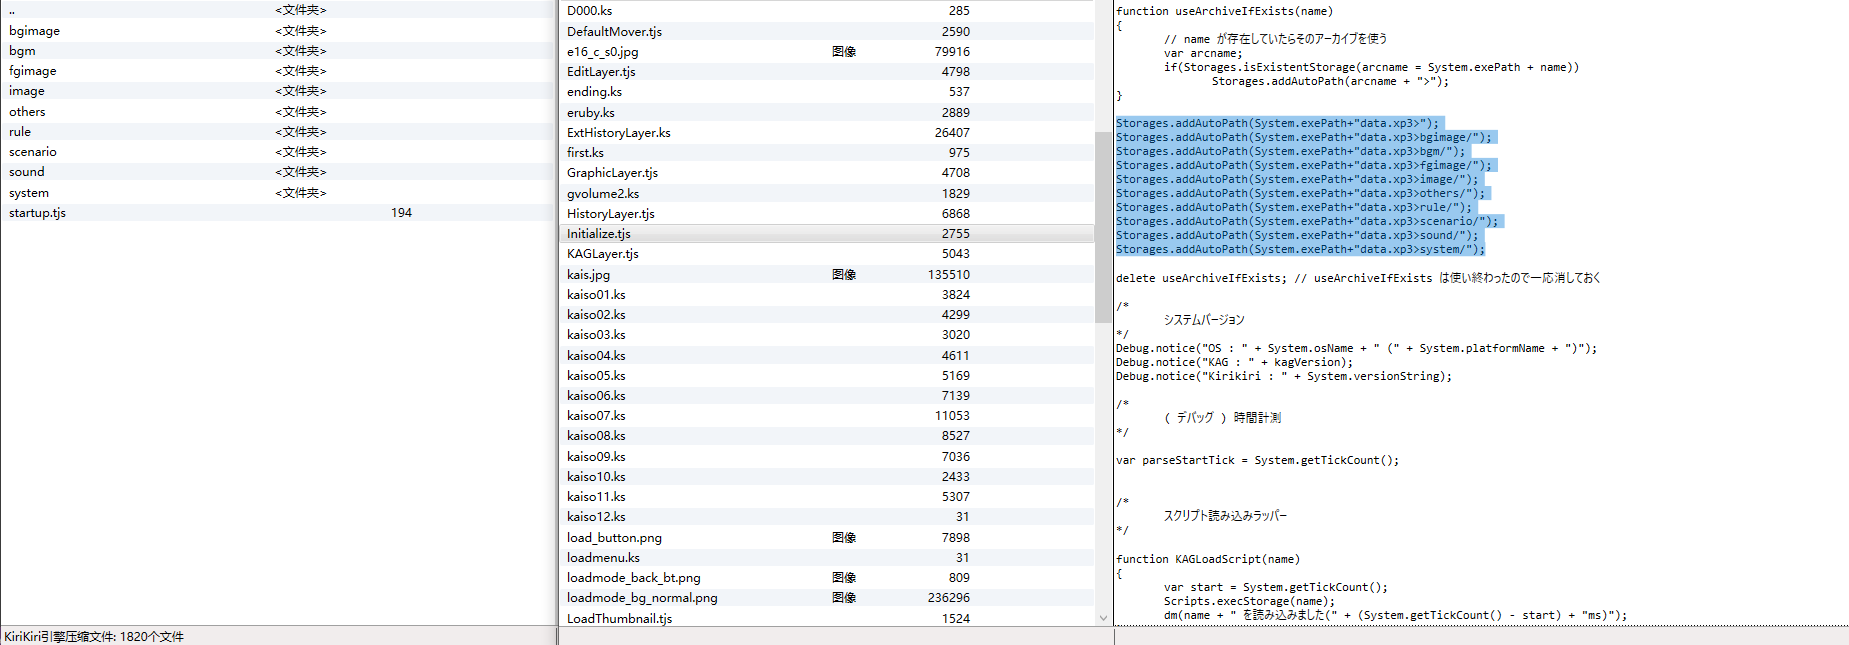 ..	<文件夹>
bgimage	<文件夹>
bgm	<文件夹>
fgimage	<文件夹>
image	<文件夹>
others	<文件夹>
rule	<文件夹>
scenario	<文件夹>
sound	<文件夹>
system	<文件夹>
startup.tjs	194
KiriKiri引擎压缩文件: 1820个文件
D000.ks	285
DefaultMover.tjs	2590
e16_c_s0.jpg	图像	79916
EditLayer.tjs	4798
ending.ks	537
eruby.ks	2889
ExtHistoryLayer.ks	26407
first.ks	975
GraphicLayer.tjs	4708
gvolume2.ks	1829
HistoryLayer.tjs	6868
Initialize.tjs	2755
KAGLayer.tjs	5043
kais.jpg	图像	135510
kaiso01.ks	3824
kaiso02.ks	4299
kaiso03.ks	3020
kaiso04.ks	4611
kaiso05.ks	5169
kaiso06.ks	7139
kaiso07.ks	11053
kaiso08.ks	8527
kaiso09.ks	7036
kaiso10.ks	2433
kaiso11.ks	5307
kaiso12.ks	31
load_button.png	图像	7898
loadmenu.ks	31
loadmode_back_bt.png	图像	809
loadmode_bg_normal.png	图像	236296
LoadThumbnail.tjs	1524
function useArchiveIfExists(name)
{
// name が存在していたらそのアーカイブを使う
var arcname;
if(Storages.isExistentStorage(arcname = System.exePath + name))
Storages.addAutoPath(arcname + ">");
}
Storages.addAutoPath(System.exePath+"data.xp3>");
Storages.addAutoPath(System.exePath+"data.xp3>bgimage/");
Storages.addAutoPath(System.exePath+"data.xp3>bgm/");
Storages.addAutoPath(System.exePath+"data.xp3>fgimage/");
Storages.addAutoPath(System.exePath+"data.xp3>image/");
Storages.addAutoPath(System.exePath+"data.xp3>others/");
Storages.addAutoPath(System.exePath+"data.xp3>rule/");
Storages.addAutoPath(System.exePath+"data.xp3>scenario/");
Storages.addAutoPath(System.exePath+"data.xp3>sound/");
Storages.addAutoPath(System.exePath+"data.xp3>system/");
delete useArchiveIfExists; // useArchiveIfExists は使い終わったので一応消しておく
/*
システムバージョン
*/
Debug.notice("OS : " + System.osName + " (" + System.platformName + ")");
Debug.notice("KAG : " + kagVersion);
Debug.notice("Kirikiri : " + System.versionString);
/*
( デバッグ ) 時間計測
*/
var parseStartTick = System.getTickCount();
/*
スクリプト読み込みラッパー
*/
function KAGLoadScript(name)
{
var start = System.getTickCount();
Scripts.execStorage(name);
dm(name + " を読み込みました(" + (System.getTickCount() - start) + "ms)");